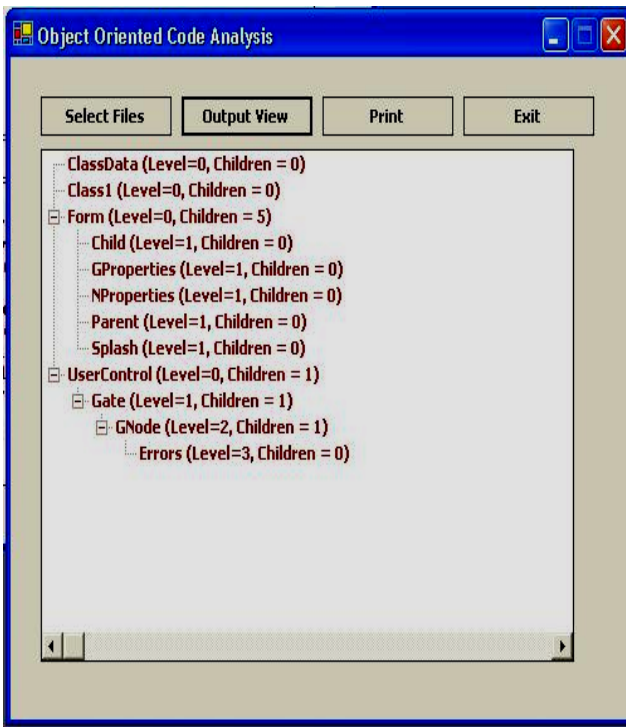 Object Oriented Code Analysis
Select Files Output View Print Exit
ClassData (Level=0, Children = 0)
Class1 (Level=0, Children = 0)
Form (Level=0, Children = 5)
Child (Level=1, Children = 0)
GProperties (Level=1, Children = 0)
NProperties (Level=1, Children = 0)
Parent (Level=1, Children = 0)
Splash (Level=1, Children = 0)
UserControl (Level=0, Children = 1)
Gate (Level=1, Children = 1)
GNode (Level=2, Children = 1)
Errors (Level=3, Children = 0)